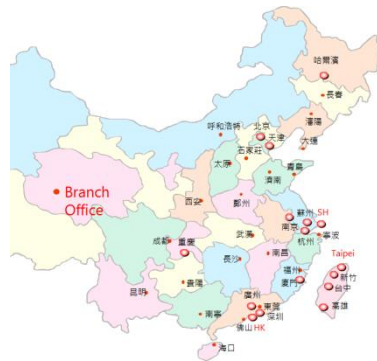 哈爾濱
長春
瀋陽
呼和浩特
北京
天津
大連
石家莊
太原
青島
濟南
Branch
Office
西安
鄭州
蘇州
SH
南京
成都
重慶
武漢
杭州
寧波
Taipei
長沙
南昌
新竹
昆明
貴陽
福州
廈門
台中
廣州
東莞
高雄
南寧
深圳
佛山
HK
海口